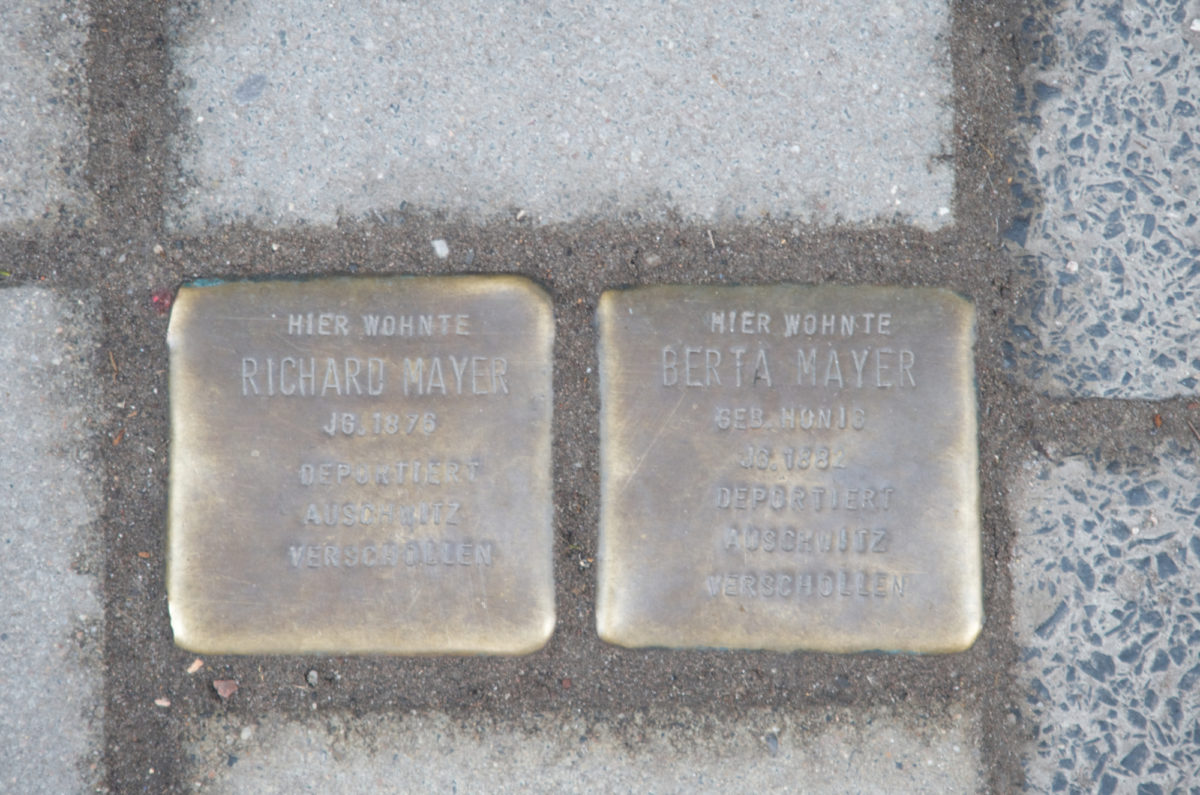 HIER WOHNTE
RICHARD MAYER
JG. 1876
DEPORTIERT
AUSCHWITZ
VERSCHOLLEN
HIER WOHNTE
BERTA MAYER
GEB. HONIG
JG. 1882
DEPORTIERT
AUSCHWITZ
VERSCHOLLEN